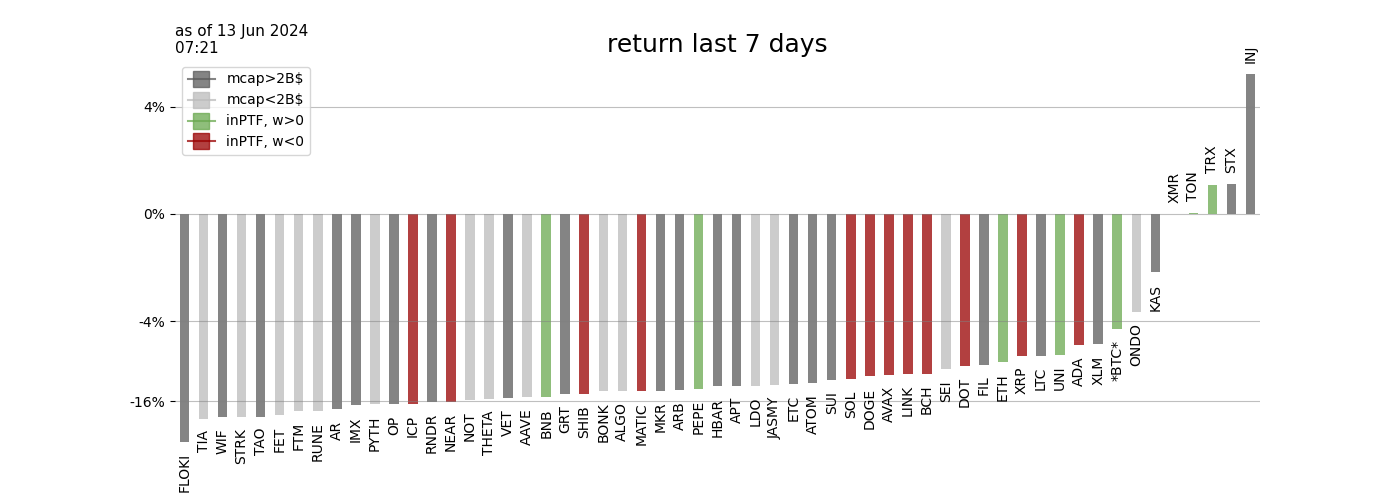 as of 13 Jun 2024
07:21
return last 7 days
mcap>2B$
mcap<2B$
inPTF, w>0
inPTF, w<0
4%
0%
-4%
-16%
FLOKI
TIA
WIF
STRK
TAO
FET
FTM
RUNE
AR
IMX
PYTH
OP
ICP
RNDR
NEAR
NOT
THETA
VET
AAVE
BNB
GRT
SHIB
BONK
ALGO
MATIC
MKR
ARB
PEPE
HBAR
APT
LDO
JASMY
ETC
ATOM
SUI
SOL
DOGE
AVAX
LINK
BCH
SEI
DOT
FIL
ETH
XRP
LTC
UNI
ADA
XLM
*BTC*
ONDO
KAS
XMR
TON
TRX
STX
INJ